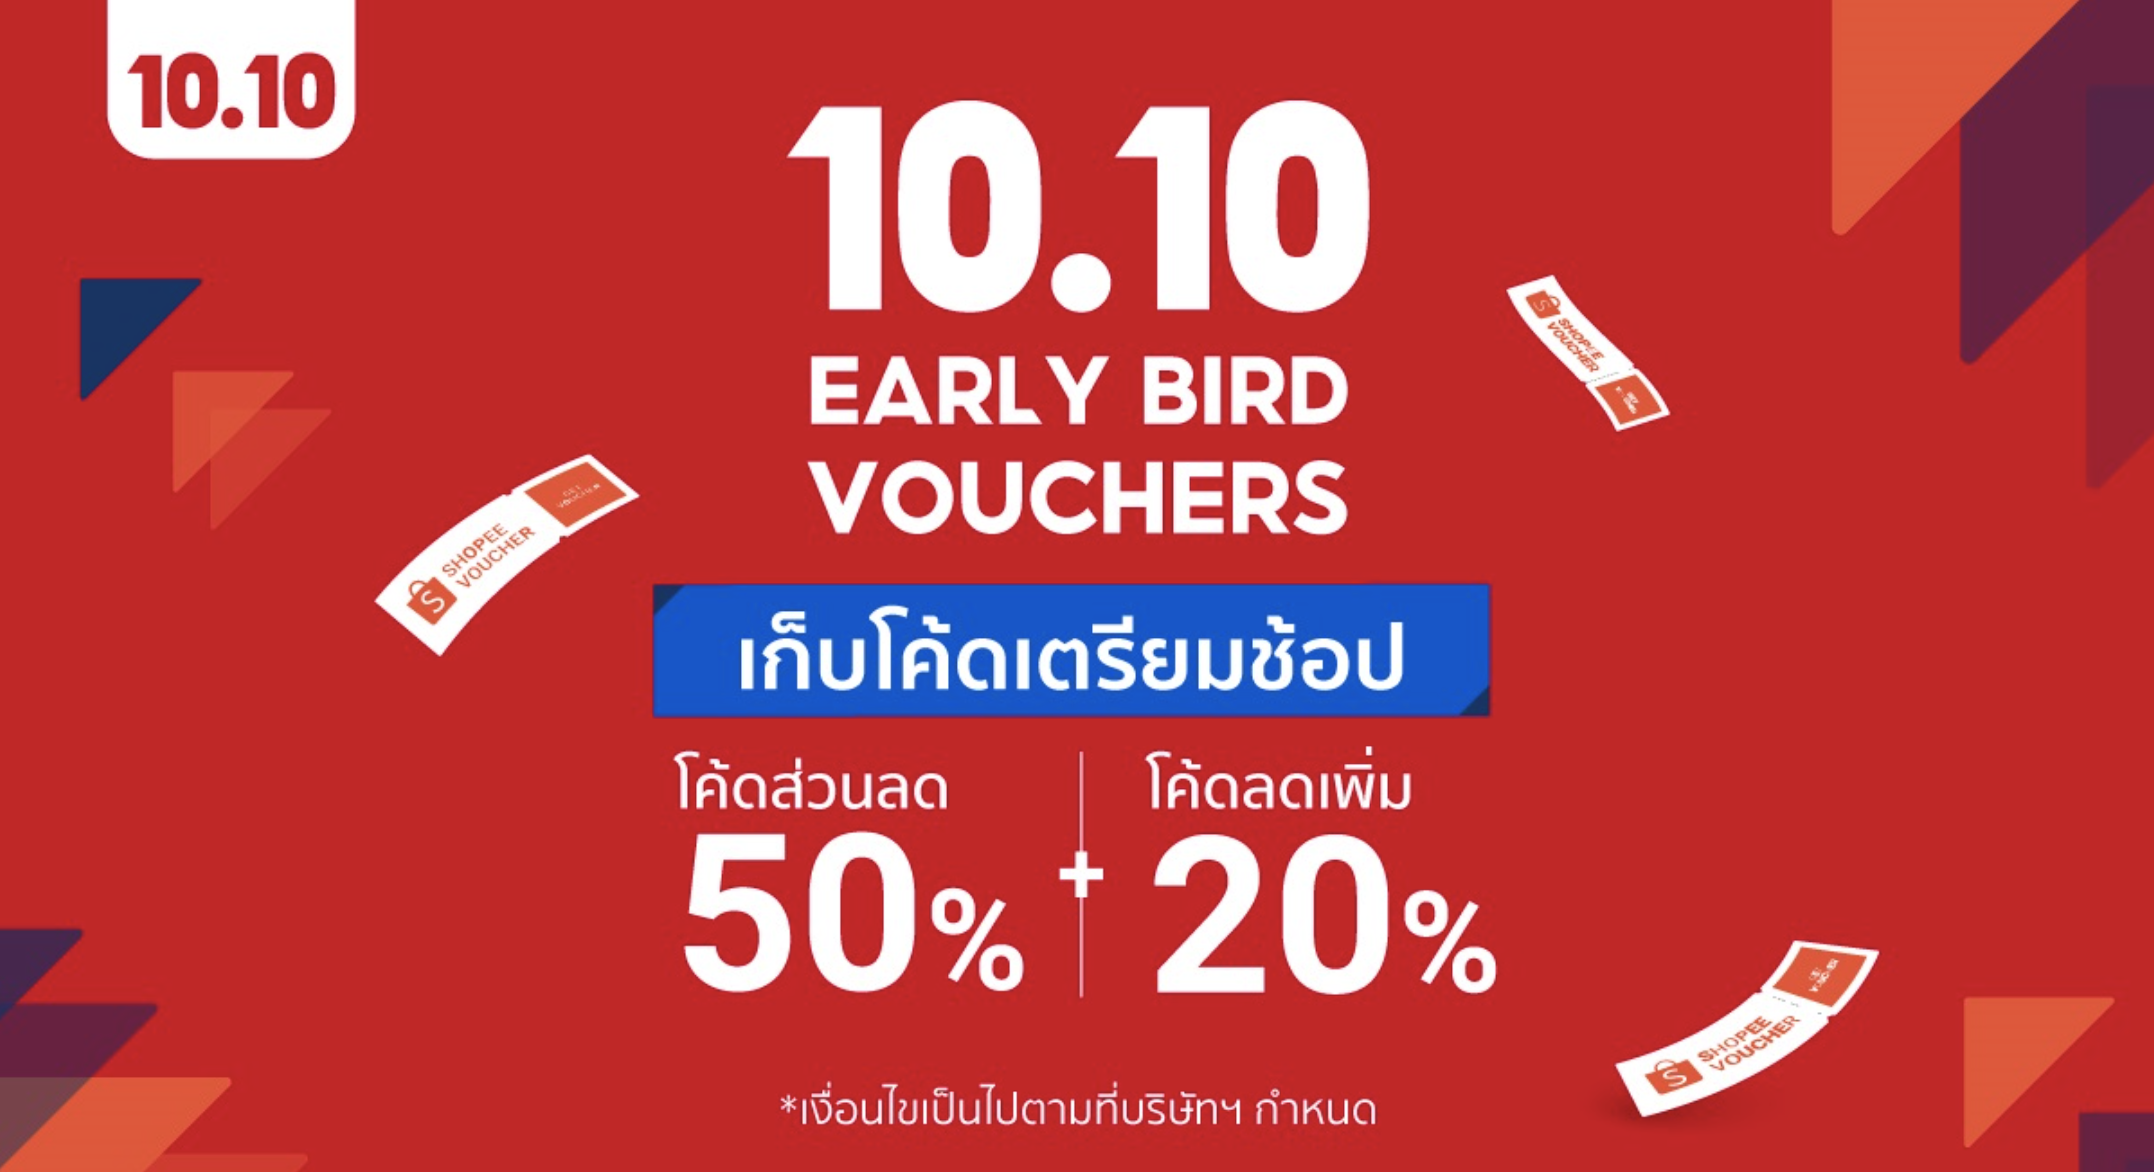 10.10
10.10
EARLY BIRD
VOUCHERS
เก็บโค้ดเตรียมช้อป
โค้ดส่วนลด
50%
+
โค้ดลดเพิ่ม
20%
*เงื่อนไขเป็นไปตามที่บริษัทฯ กำหนด
SHOPEE
VOUCHER
GET
VOUCHER
SHOPEE
VOUCHER
SHOPEE
VOUCHER